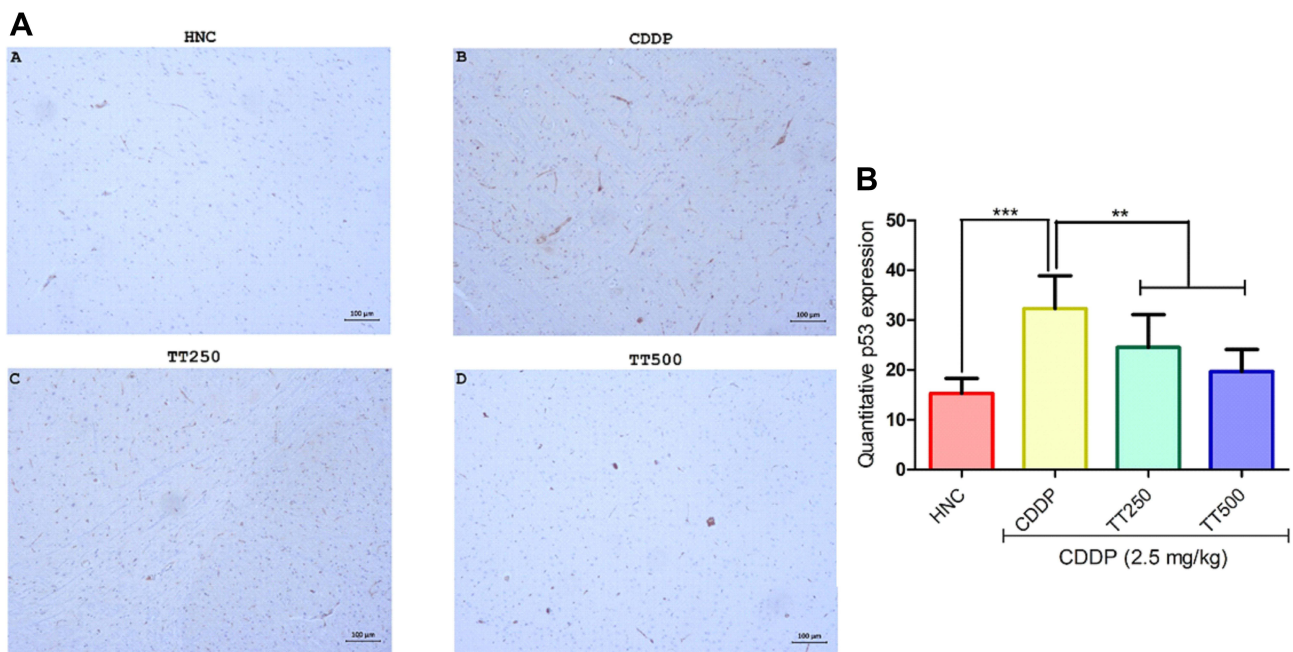 A
HNC
A
100 µm
CDDP
B
100 µm
TT250
C
100 µm
TT500
D
100 µm
B
Quantitative p53 expression
50
40
30
20
10
0
***
**
HNC
CDDP
TT250
TT500
CDDP (2.5 mg/kg)